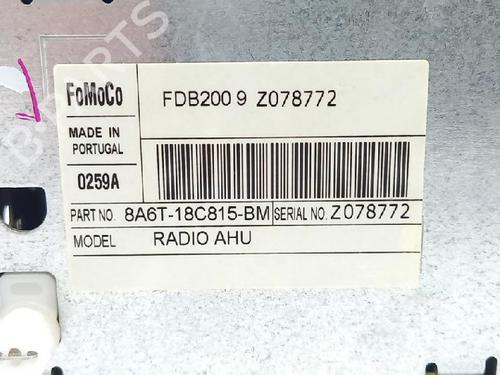 FoMoCo
FDB200 9 Z078772
MADE IN
PORTUGAL
0259A
PART NO. 8A6T-18C815-BM SERIAL NO. Z078772
MODEL RADIO AHU